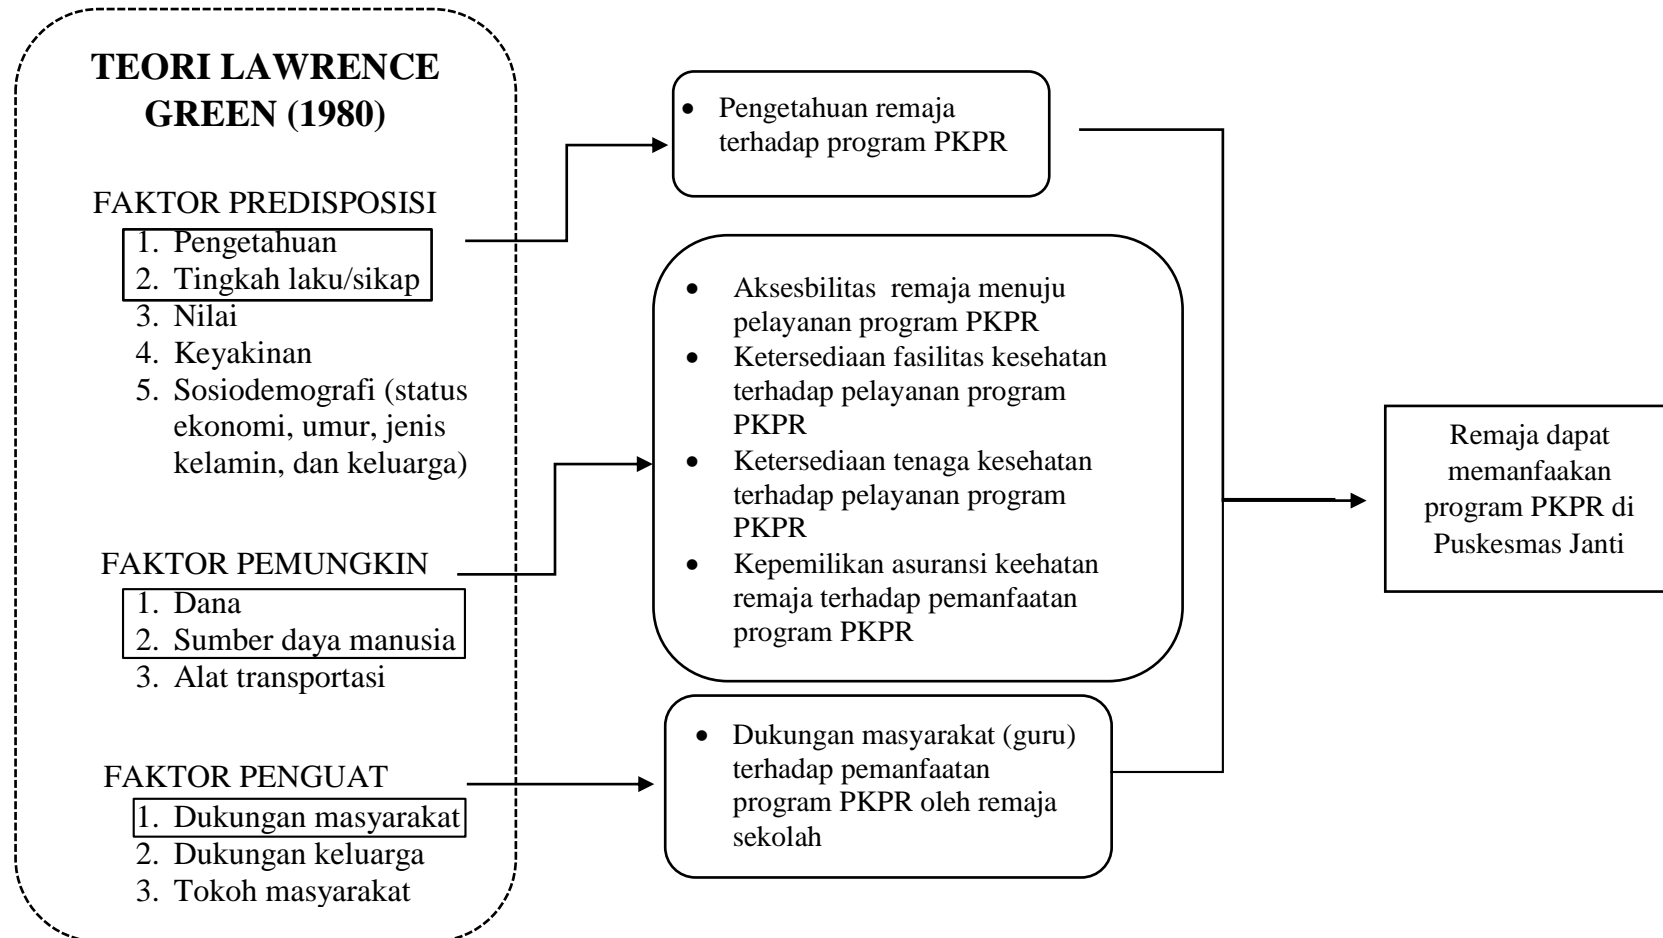 TEORI LAWRENCE
GREEN (1980)
FAKTOR PREDISPOSISI
1. Pengetahuan
2. Tingkah laku/sikap
3. Nilai
4. Keyakinan
5. Sosiodemografi (status
ekonomi, umur, jenis
kelamin, dan keluarga)
FAKTOR PEMUNGKIN
1. Dana
2. Sumber daya manusia
3. Alat transportasi
FAKTOR PENGUAT
1. Dukungan masyarakat
2. Dukungan keluarga
3. Tokoh masyarakat
• Pengetahuan remaja
terhadap program PKPR
• Aksesbilitas remaja menuju
pelayanan program PKPR
• Ketersediaan fasilitas kesehatan
terhadap pelayanan program
PKPR
• Ketersediaan tenaga kesehatan
terhadap pelayanan program
PKPR
• Kepemilikan asuransi keehatan
remaja terhadap pemanfaatan
program PKPR
• Dukungan masyarakat (guru)
terhadap pemanfaatan
program PKPR oleh remaja
sekolah
Remaja dapat
memanfaakan
program PKPR di
Puskesmas Janti